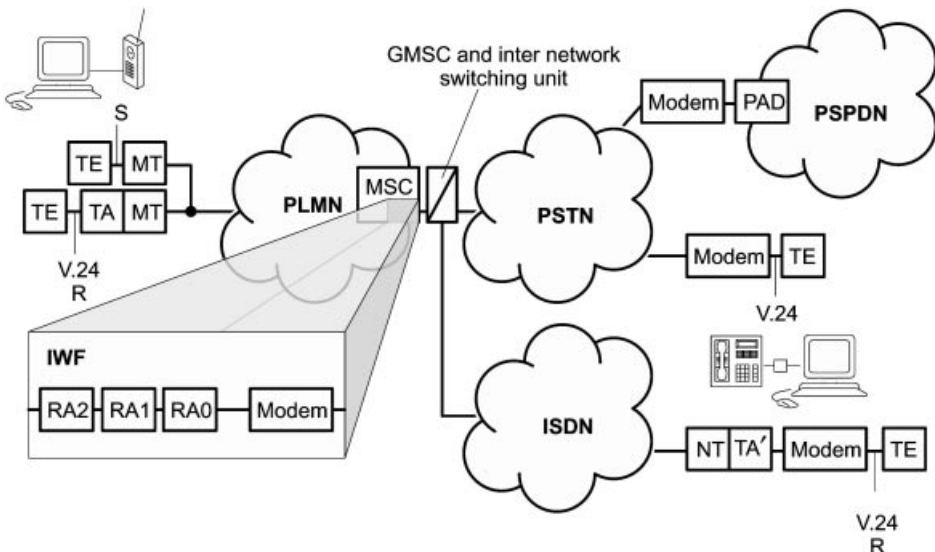 GMSC and inter network
switching unit
Modem
PAD
PSPDN
S
TE
MT
TE
TA
MT
PLMN
MSC
PSTN
V.24
R
Modem
TE
V.24
IWF
RA2
RA1
RA0
Modem
ISDN
NT
TA′
Modem
TE
V.24
R